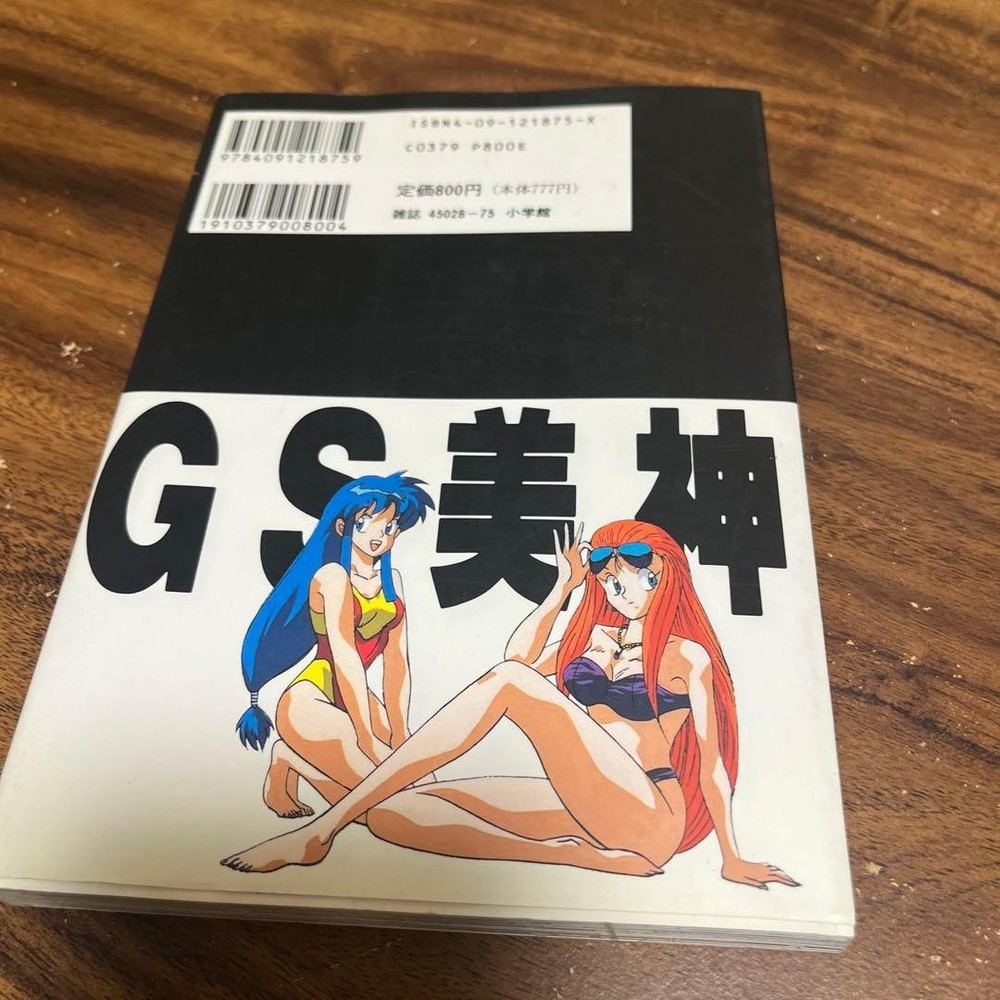 ISBN4-09-121875-X
9784091218759
C0379 P800E
定価800円（本体777円）
1910379008004
雑誌 45028-75 小学館
GS美神